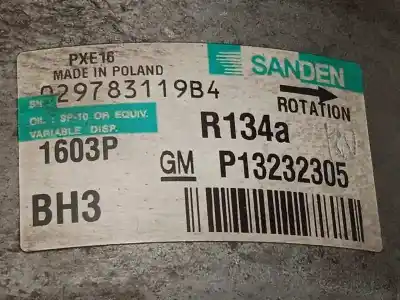 PXE16
MADE IN POLAND
SANDEN
029783119B4
ROTATION
SN:
OIL : SP-10 OR EQUIV.
VARIABLE DISP.
R134a
1603P
GM P13232305
BH3